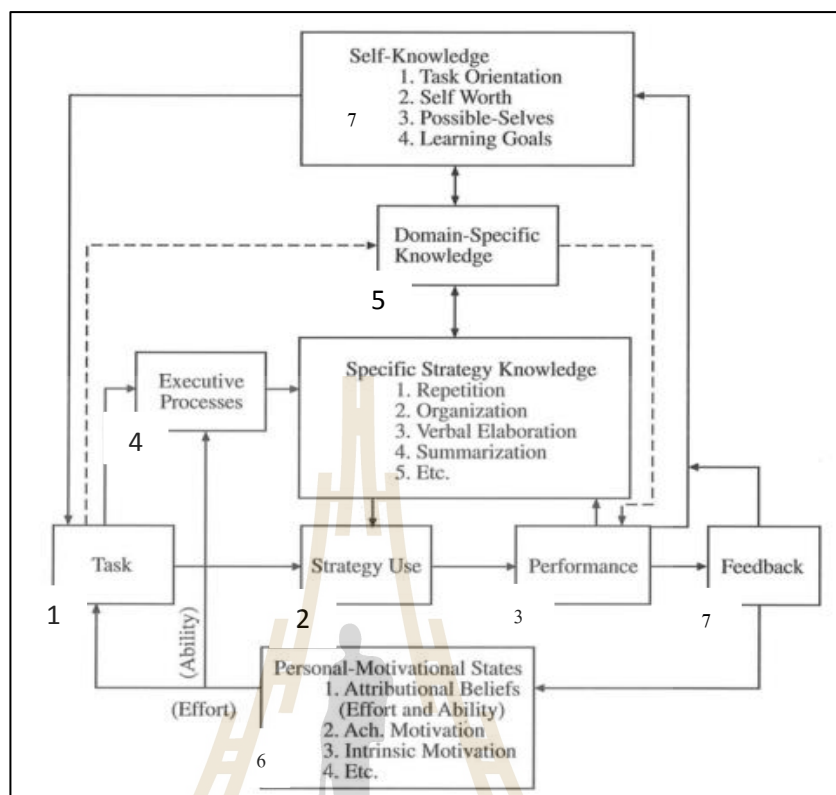 Self-Knowledge
1. Task Orientation
2. Self Worth
7
3. Possible-Selves
4. Learning Goals
Domain-Specific
Knowledge
5
Executive
Processes
4
Specific Strategy Knowledge
1. Repetition
2. Organization
3. Verbal Elaboration
4. Summarization
5. Etc.
Task
1
Strategy Use
2
Performance
3
Feedback
7
(Ability)
(Effort)
Personal-Motivational States
1. Attributional Beliefs
(Effort and Ability)
2. Ach. Motivation
3. Intrinsic Motivation
4. Etc.
6